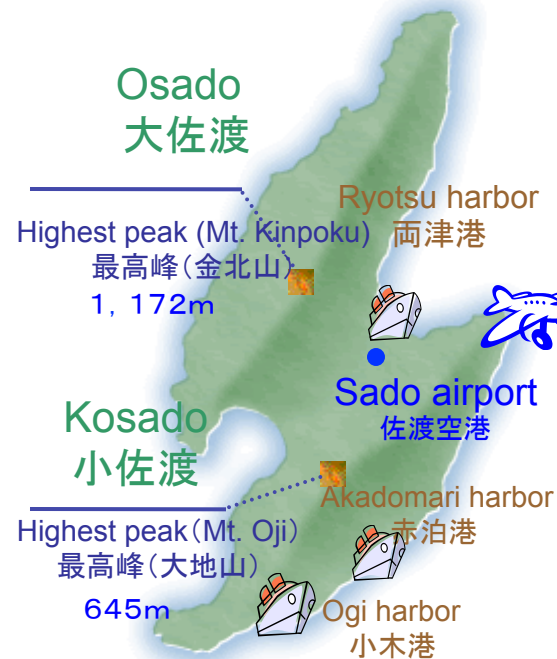 Osado
大佐渡
Ryotsu harbor
両津港
Highest peak (Mt. Kinpoku)
最高峰(金北山)
1,172m
Sado airport
佐渡空港
Kosado
小佐渡
Akadomari harbor
赤泊港
Highest peak(Mt. Oji)
最高峰(大地山)
645m
Ogi harbor
小木港